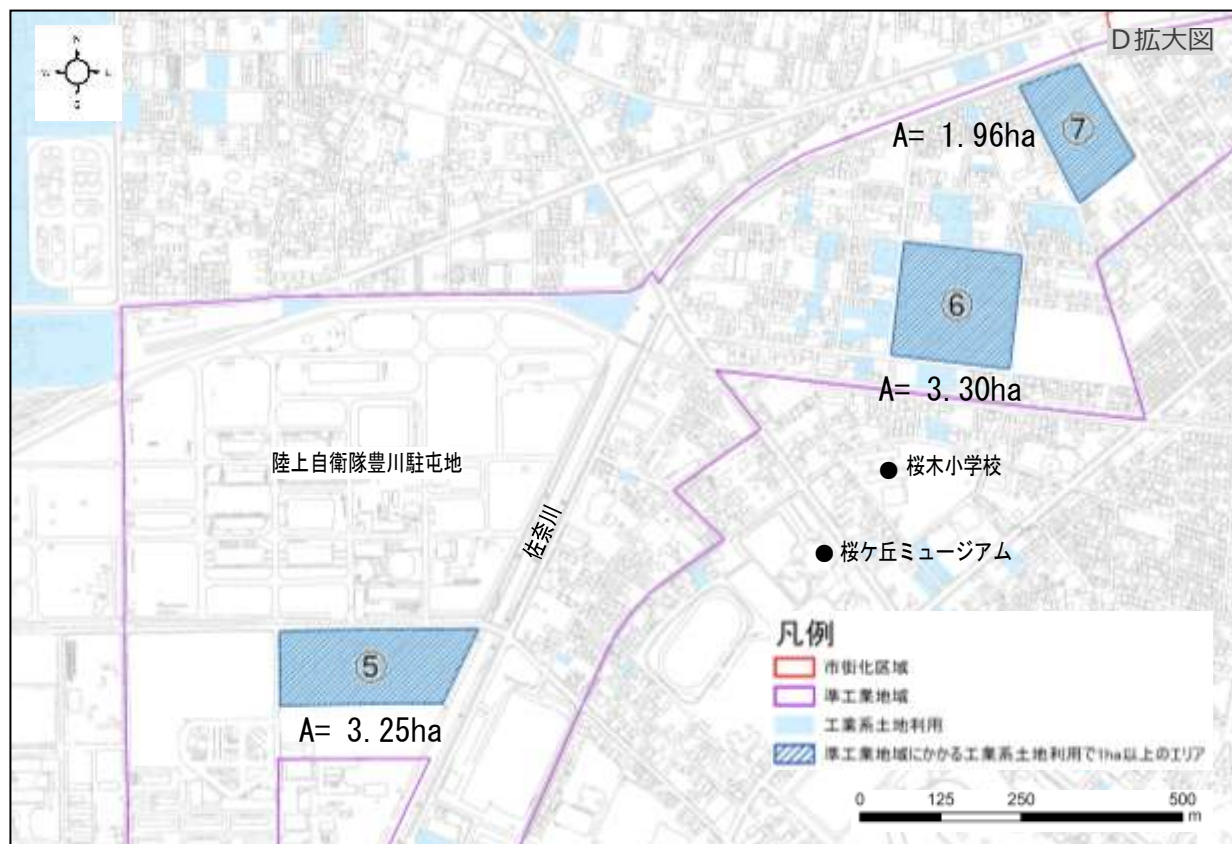 D拡大図
N
S
⑦
A= 1.96ha
⑥
A= 3.30ha
陸上自衛隊豊川駐屯地
桜木小学校
佐奈川
桜ケ丘ミュージアム
⑤
A= 3.25ha
凡例
市街化区域
準工業地域
工業系土地利用
準工業地域にかかる工業系土地利用で1ha以上のエリア
0 125 250 500
m